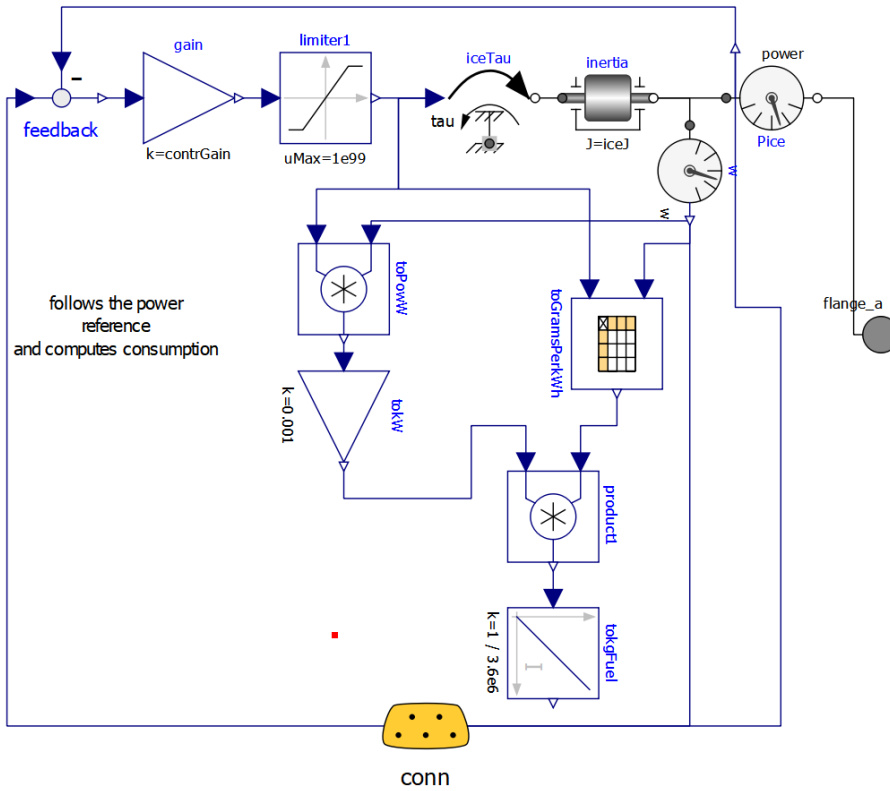 gain
limiter1
iceTau
inertia
power
feedback
k=contrGain
uMax=1e99
tau
J=iceJ
Pice
w
w
toPowW
toGramsPerkWh
flange_a
follows the power
reference
and computes consumption
tokW
k=0.001
product1
tokgFuel
k=1 / 3.6e6
I
conn